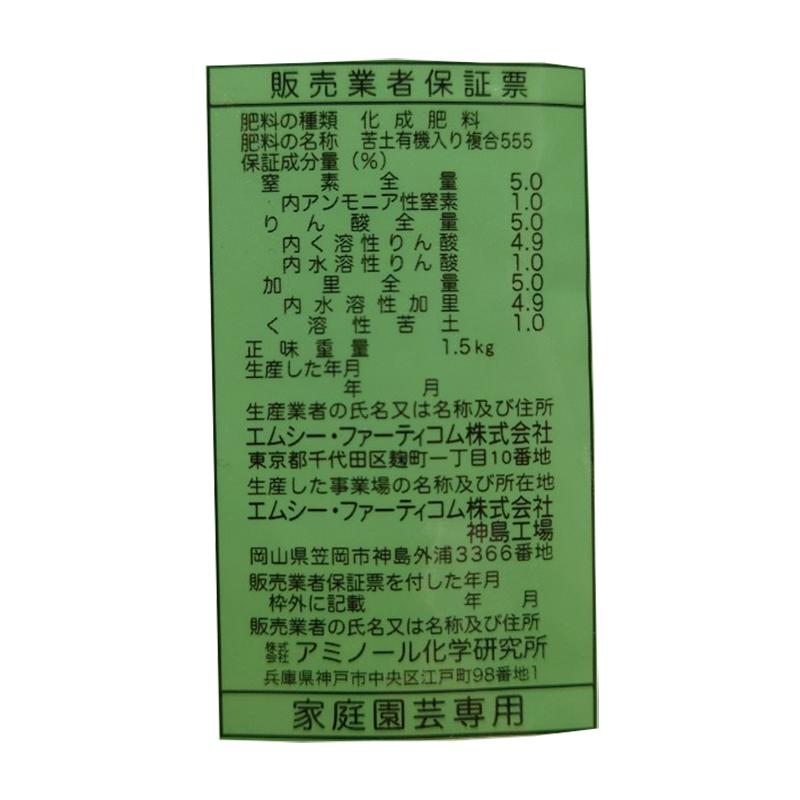 販売業者保証票
肥料の種類 化成肥料
肥料の名称 苦土有機入り複合555
保証成分量(%)
窒素全量 5.0
内アンモニア性窒素 1.0
りん酸全量 5.0
内く溶性りん酸 4.9
内水溶性りん酸 1.0
加里全量 5.0
内水溶性加里 4.9
く溶性苦土 1.0
正味重量 1.5kg
生産した年月
年 月
生産業者の氏名又は名称及び住所
エムシー・ファーティコム株式会社
東京都千代田区麹町一丁目10番地
生産した事業場の名称及び所在地
エムシー・ファーティコム株式会社
神島工場
岡山県笠岡市神島外浦3366番地
販売業者保証票を付した年月
枠外に記載 年 月
販売業者の氏名又は名称及び住所
株式会社 アミノール化学研究所
兵庫県神戸市中央区江戸町98番地1
家庭園芸専用